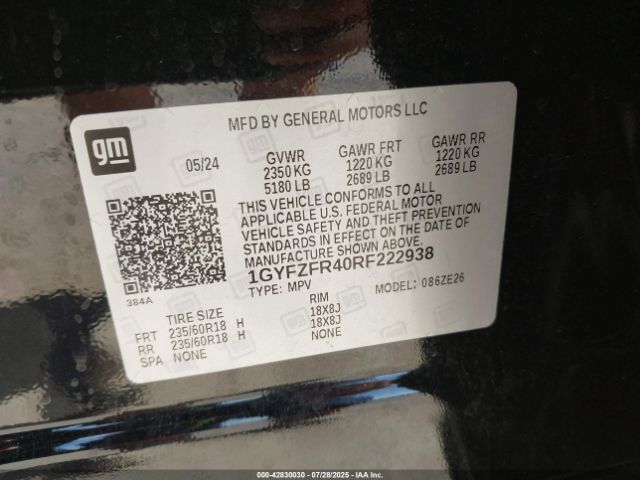 MFD BY GENERAL MOTORS LLC
gm
05/24
GVWR GAWR FRT GAWR RR
2350 KG 1220 KG 1220 KG
5180 LB 2689 LB 2689 LB
THIS VEHICLE CONFORMS TO ALL
APPLICABLE U.S. FEDERAL MOTOR
VEHICLE SAFETY AND THEFT PREVENTION
STANDARDS IN EFFECT ON THE DATE OF
MANUFACTURE SHOWN ABOVE.
1GYFZFR40RF222938
TYPE: MPV MODEL: 086ZE26
384A
TIRE SIZE RIM
FRT 235/60R18 H 18X8J
RR 235/60R18 H 18X8J
SPA NONE NONE
000-42830030 | 07/28/2025 | IAA Inc.